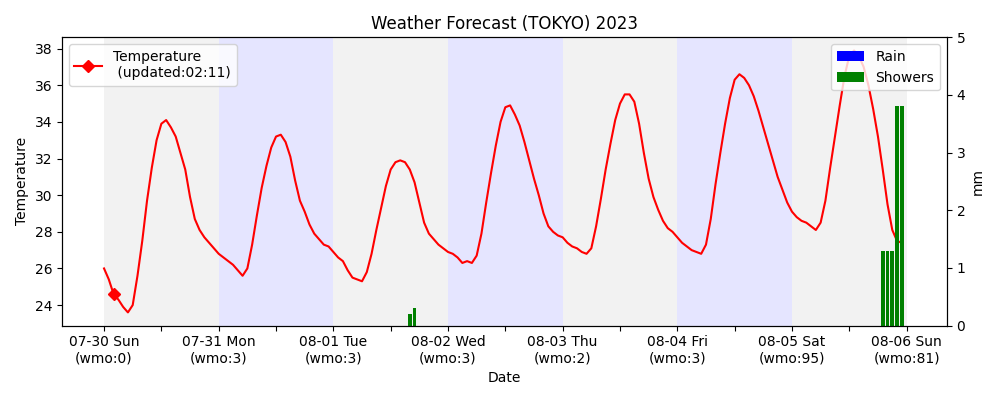 Weather Forecast (TOKYO) 2023
Temperature
(updated:02:11)
Rain
Showers
38
36
34
32
30
28
26
24
Temperature
5
4
3
2
1
0
mm
07-30 Sun
(wmo:0)
07-31 Mon
(wmo:3)
08-01 Tue
(wmo:3)
08-02 Wed
(wmo:3)
08-03 Thu
(wmo:2)
08-04 Fri
(wmo:3)
08-05 Sat
(wmo:95)
08-06 Sun
(wmo:81)
Date